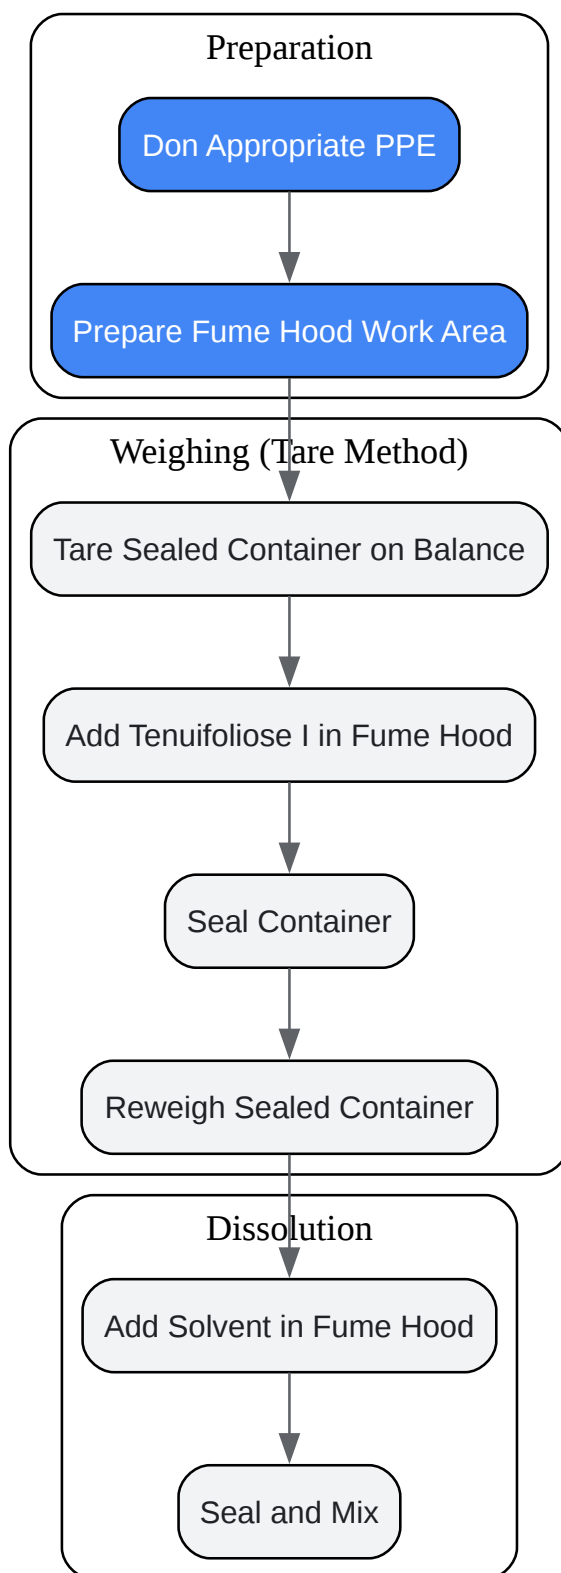 Preparation
Don Appropriate PPE
Prepare Fume Hood Work Area
Weighing (Tare Method)
Tare Sealed Container on Balance
Add Tenuifoliose I in Fume Hood
Seal Container
Reweigh Sealed Container
Dissolution
Add Solvent in Fume Hood
Seal and Mix